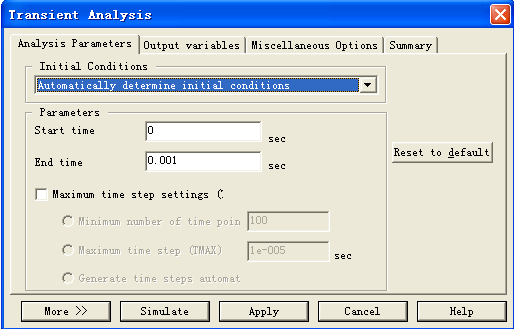 Transient Analysis
Analysis Parameters Output variables Miscellaneous Options Summary
Initial Conditions
Automatically determine initial conditions
Parameters
Start time 0 sec
End time 0.001 sec
Reset to default
Maximum time step settings (
Minimum number of time poin 100
Maximum time step (TMAX) 1e-005 sec
Generate time steps automat
More >> Simulate Apply Cancel Help